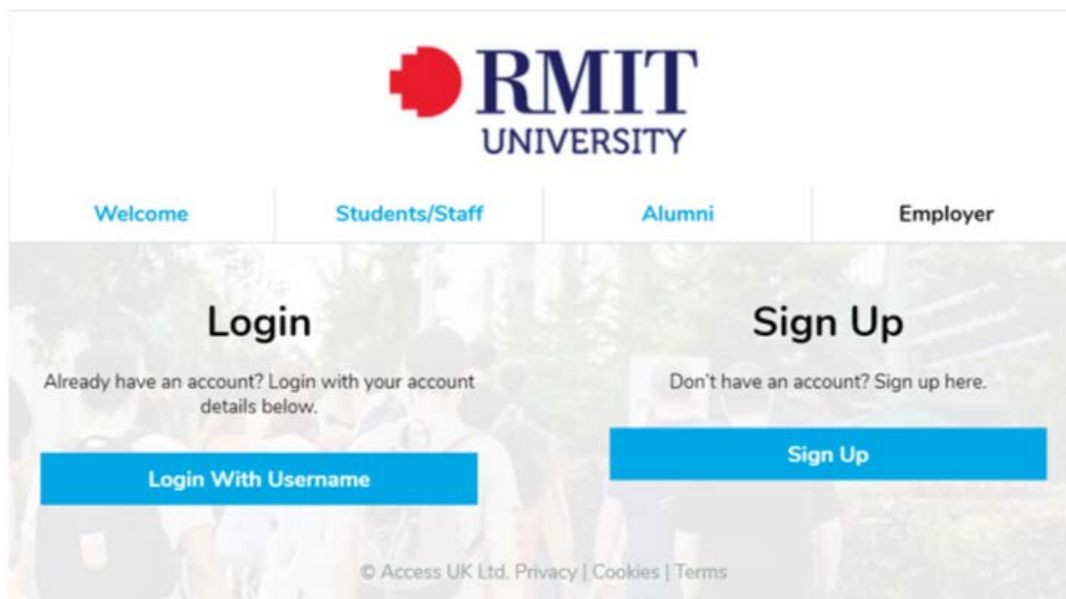 RMIT
UNIVERSITY
Welcome Students/Staff Alumni Employer
Login
Already have an account? Login with your account
details below.
Login With Username
Sign Up
Don't have an account? Sign up here.
Sign Up
© Access UK Ltd. Privacy | Cookies | Terms